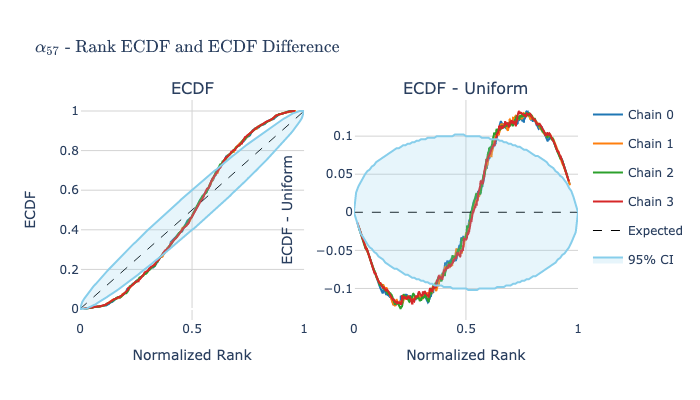 α57 - Rank ECDF and ECDF Difference
ECDF
ECDF - Uniform
ECDF
1
0.8
0.6
0.4
0.2
0
0
0.5
1
Normalized Rank
ECDF - Uniform
0.1
0.05
0
−0.05
−0.1
0
0.5
1
Normalized Rank
Chain 0
Chain 1
Chain 2
Chain 3
Expected
95% CI